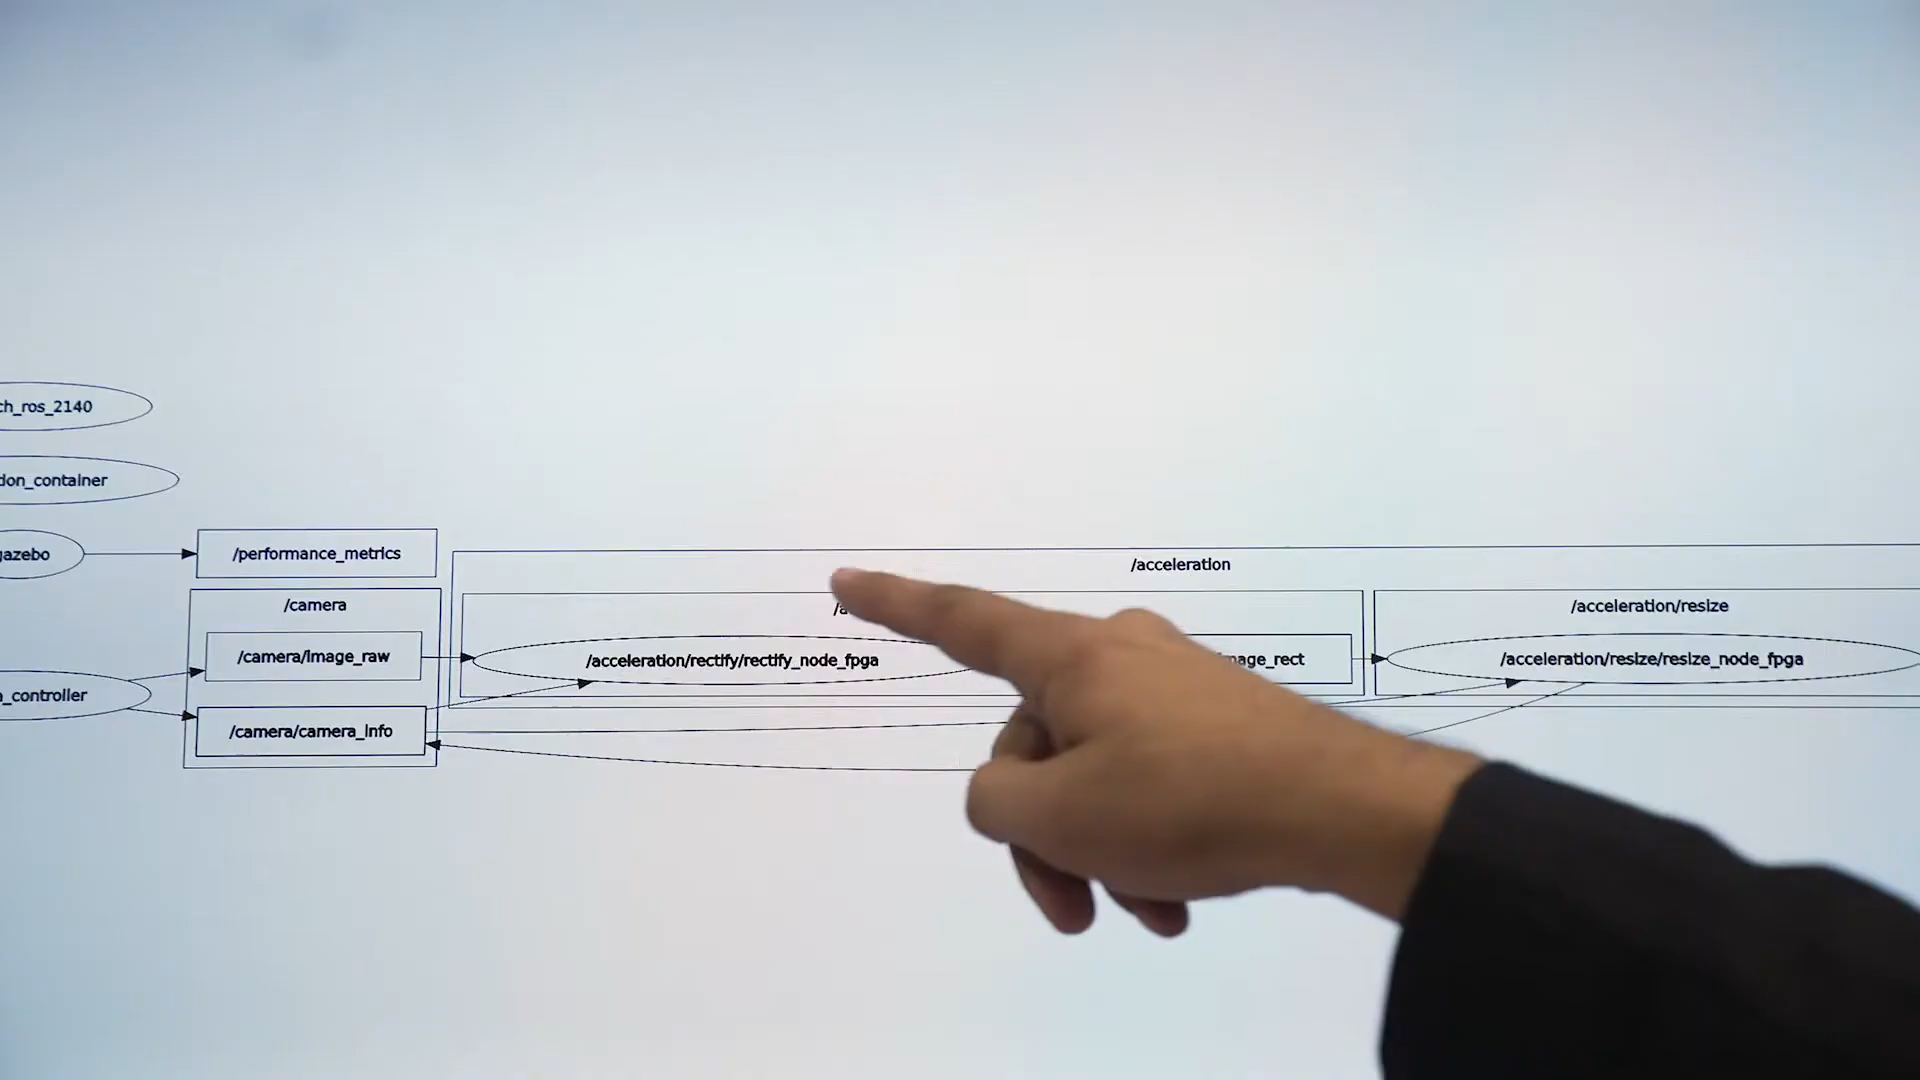 ch_ros_2140
don_container
gazebo
/performance_metrics
/acceleration
/camera
/acceleration/resize
/camera/image_raw
/acceleration/rectify/rectify_node_fpga
image_rect
/acceleration/resize/resize_node_fpga
_controller
/camera/camera_info